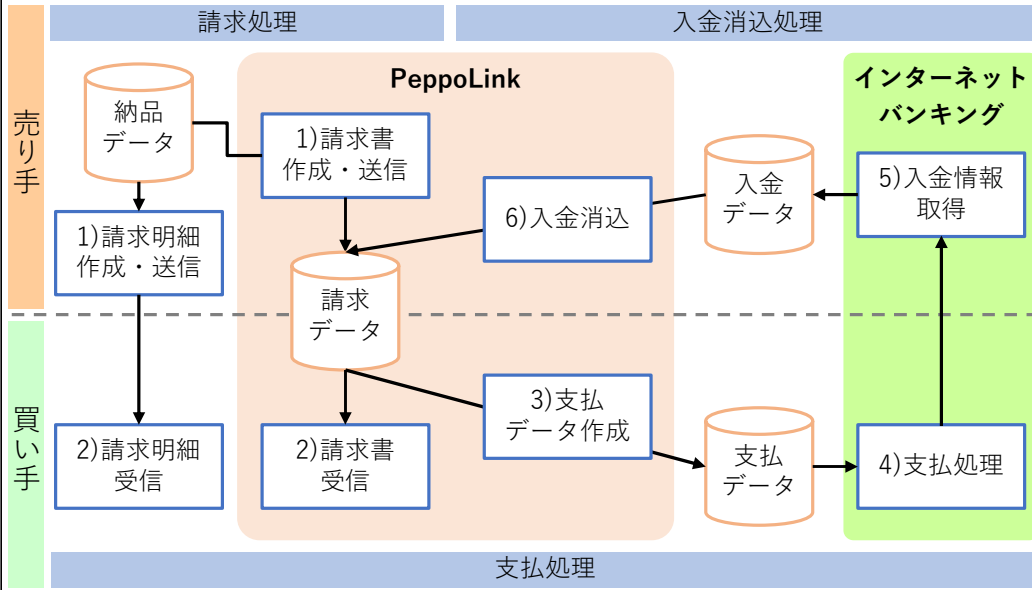 請求処理
入金消込処理
売り手
PeppoLink
インターネット
バンキング
納品
データ
1)請求書
作成・送信
入金
データ
5)入金情報
取得
6)入金消込
1)請求明細
作成・送信
請求
データ
買い手
3)支払
データ作成
2)請求明細
受信
2)請求書
受信
支払
データ
4)支払処理
支払処理